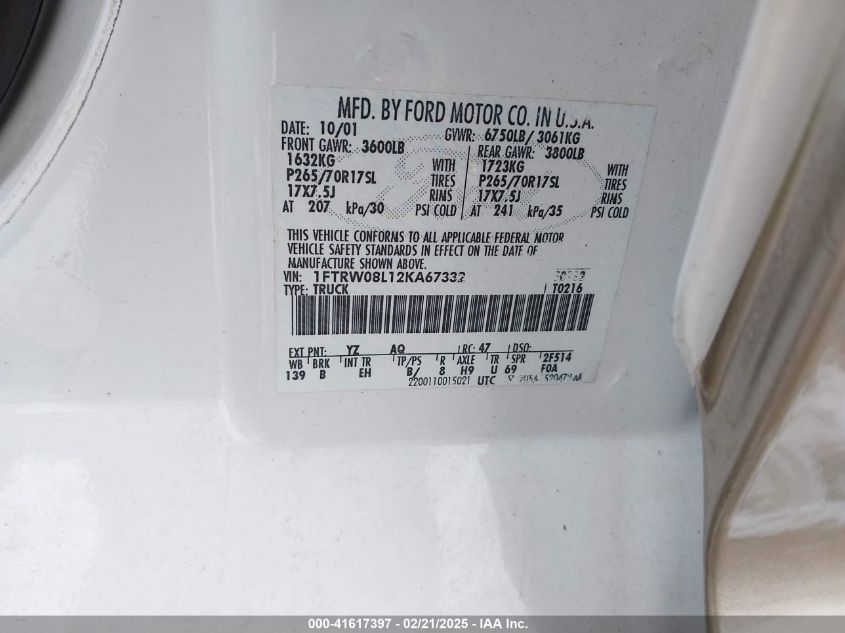 MFD. BY FORD MOTOR CO. IN U.S.A.
DATE: 10/01 GVWR: 6750LB/ 3061KG
FRONT GAWR: 3600LB REAR GAWR: 3800LB
1632KG WITH 1723KG WITH
P265/70R17SL TIRES P265/70R17SL TIRES
17X7.5J RIMS 17X7.5J RIMS
AT 207 kPa/30 PSI COLD AT 241 kPa/35 PSI COLD
THIS VEHICLE CONFORMS TO ALL APPLICABLE FEDERAL MOTOR
VEHICLE SAFETY STANDARDS IN EFFECT ON THE DATE OF
MANUFACTURE SHOWN ABOVE.
VIN: 1FTRW08L12KA67332
TYPE: TRUCK T0216
EXT PNT: YZ AQ RC: 47 DSO:
WB BRK INT TR TP/PS R AXLE TR SPR 2F514
139 B EH B/ 8 H9 U 69 F0A
2200110015021 UTC
000-41617397 - 02/21/2025 - IAA Inc.